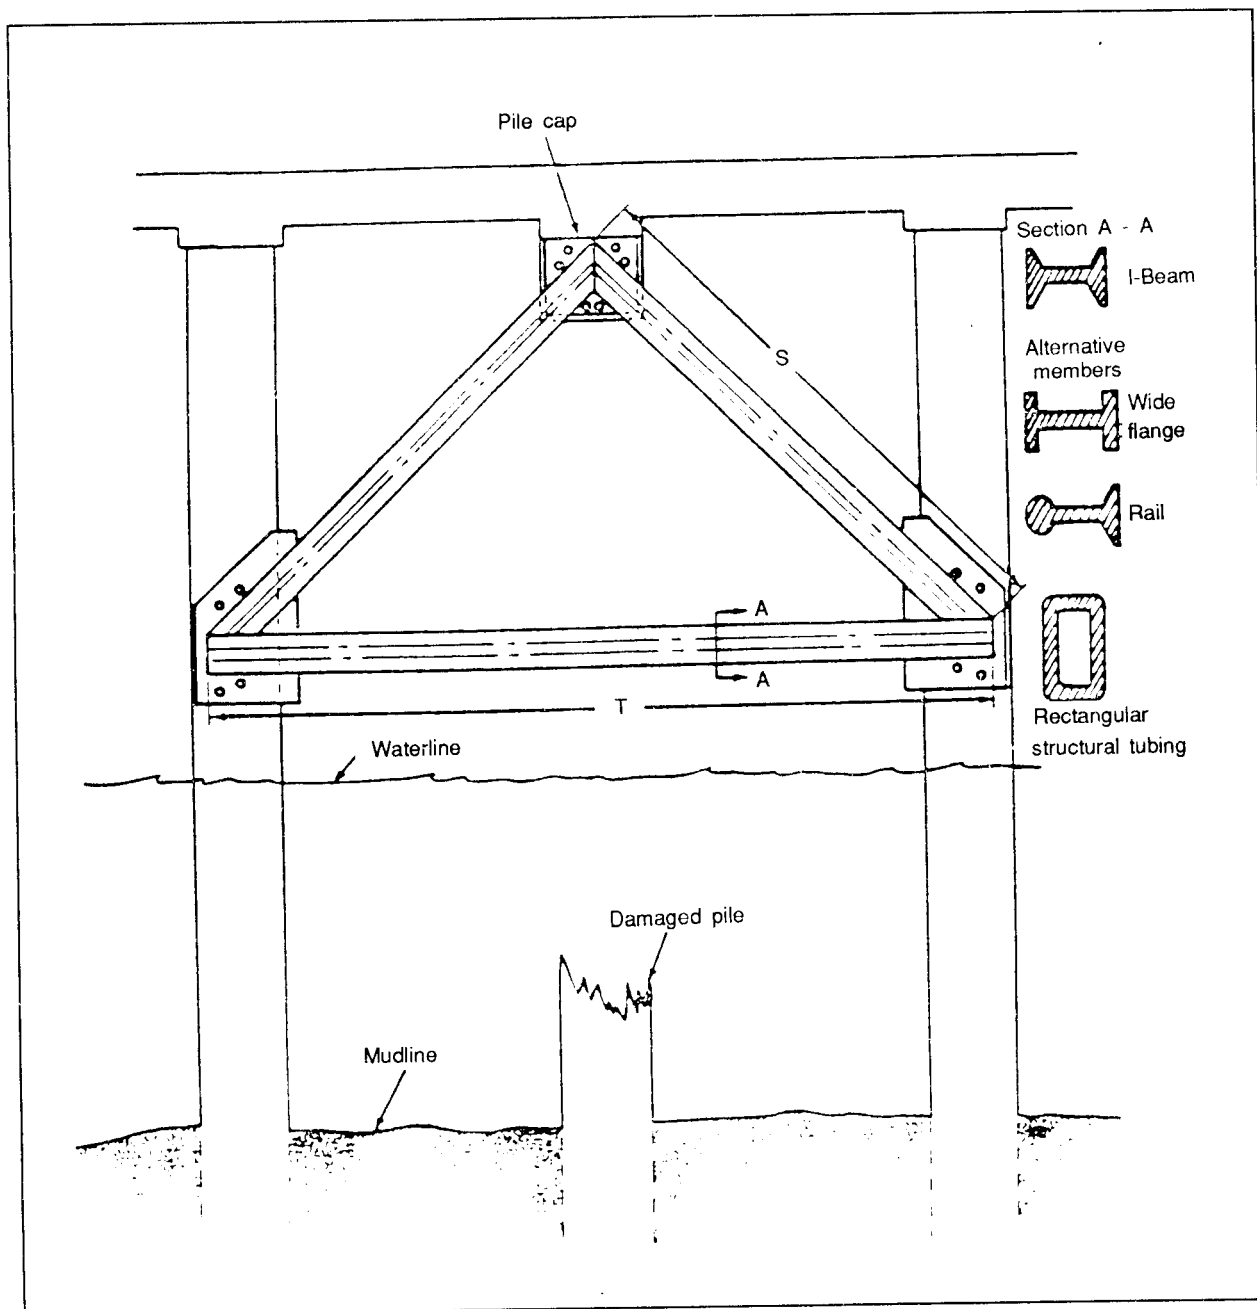 Pile cap
Section A - A
I-Beam
S
Alternative
members
Wide
flange
Rail
A
A
T
Rectangular
structural tubing
Waterline
Damaged pile
Mudline